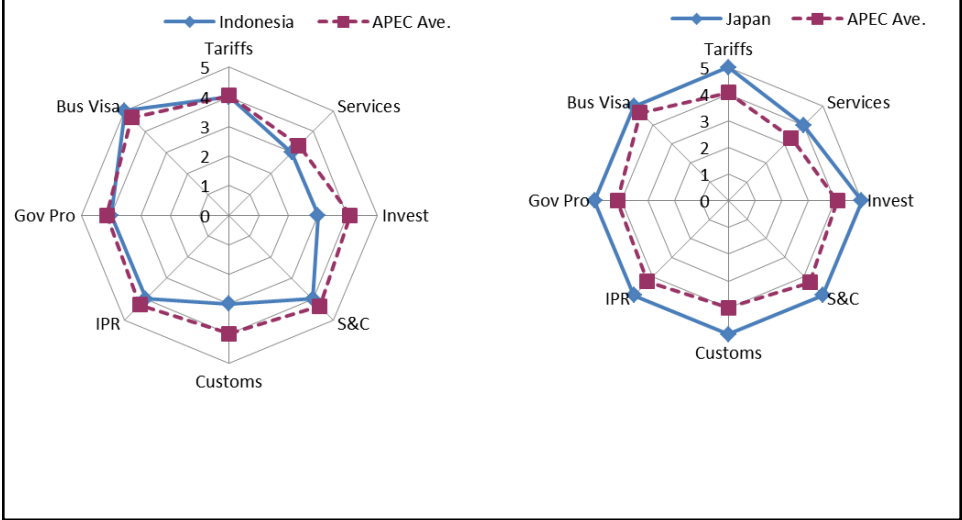 Indonesia
APEC Ave.
Tariffs
5
4
3
2
1
0
Services
Invest
S&C
Customs
IPR
Gov Pro
Bus Visa
Japan
APEC Ave.
Tariffs
5
4
3
2
1
0
Services
Invest
S&C
Customs
IPR
Gov Pro
Bus Visa